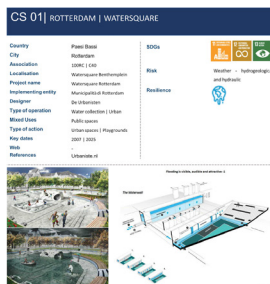 CS 01| ROTTERDAM | WATERSQUARE
Country Paesi Bassi
City Rotterdam
Association 100RC | C40
Localisation Watersquare Benthemplein
Project name Watersquare Rotterdam
Implementing entity Municipalità di Rotterdam
Designer De Urbanisten
Type of operation Water collection | Urban
Mixed Uses Public spaces
Type of action Urban spaces | Playgrounds
Key dates 2007 | 2025
Web -
References Urbaniste.nl
SDGs
Risk Weather - hydrogeologic
and hydraulic
Resilience